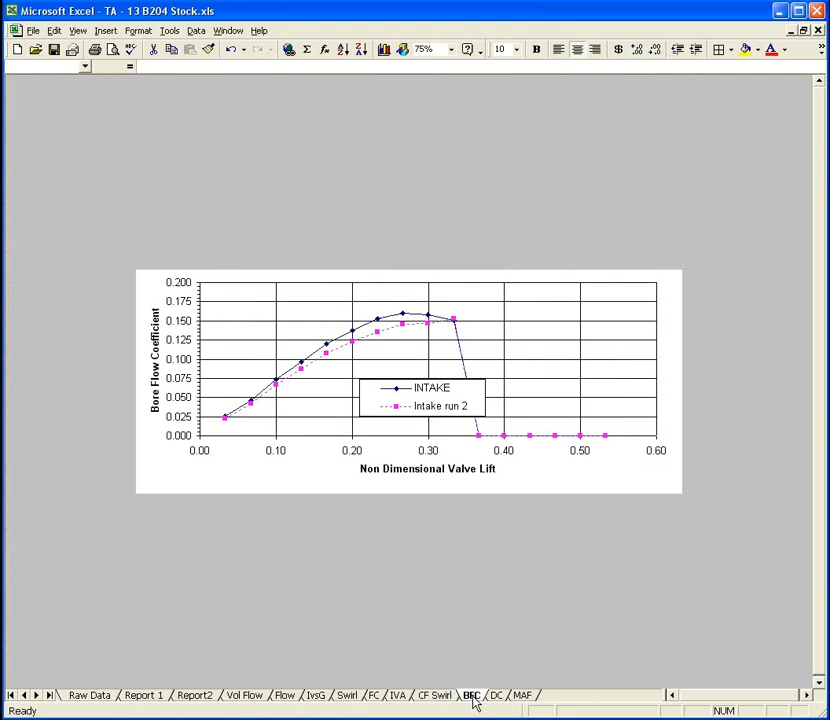 Microsoft Excel - TA - 13 B204 Stock.xls
File Edit View Insert Format Tools Data Window Help
75% 10 B $ A
=
0.200
0.175
0.150
0.125
0.100
0.075
0.050
0.025
0.000
Bore Flow Coefficient
INTAKE
Intake run 2
0.00 0.10 0.20 0.30 0.40 0.50 0.60
Non Dimensional Valve Lift
Raw Data Report 1 Report2 Vol Flow Flow IvsG Swirl FC IVA CF Swirl BFC DC MAF
Ready NUM